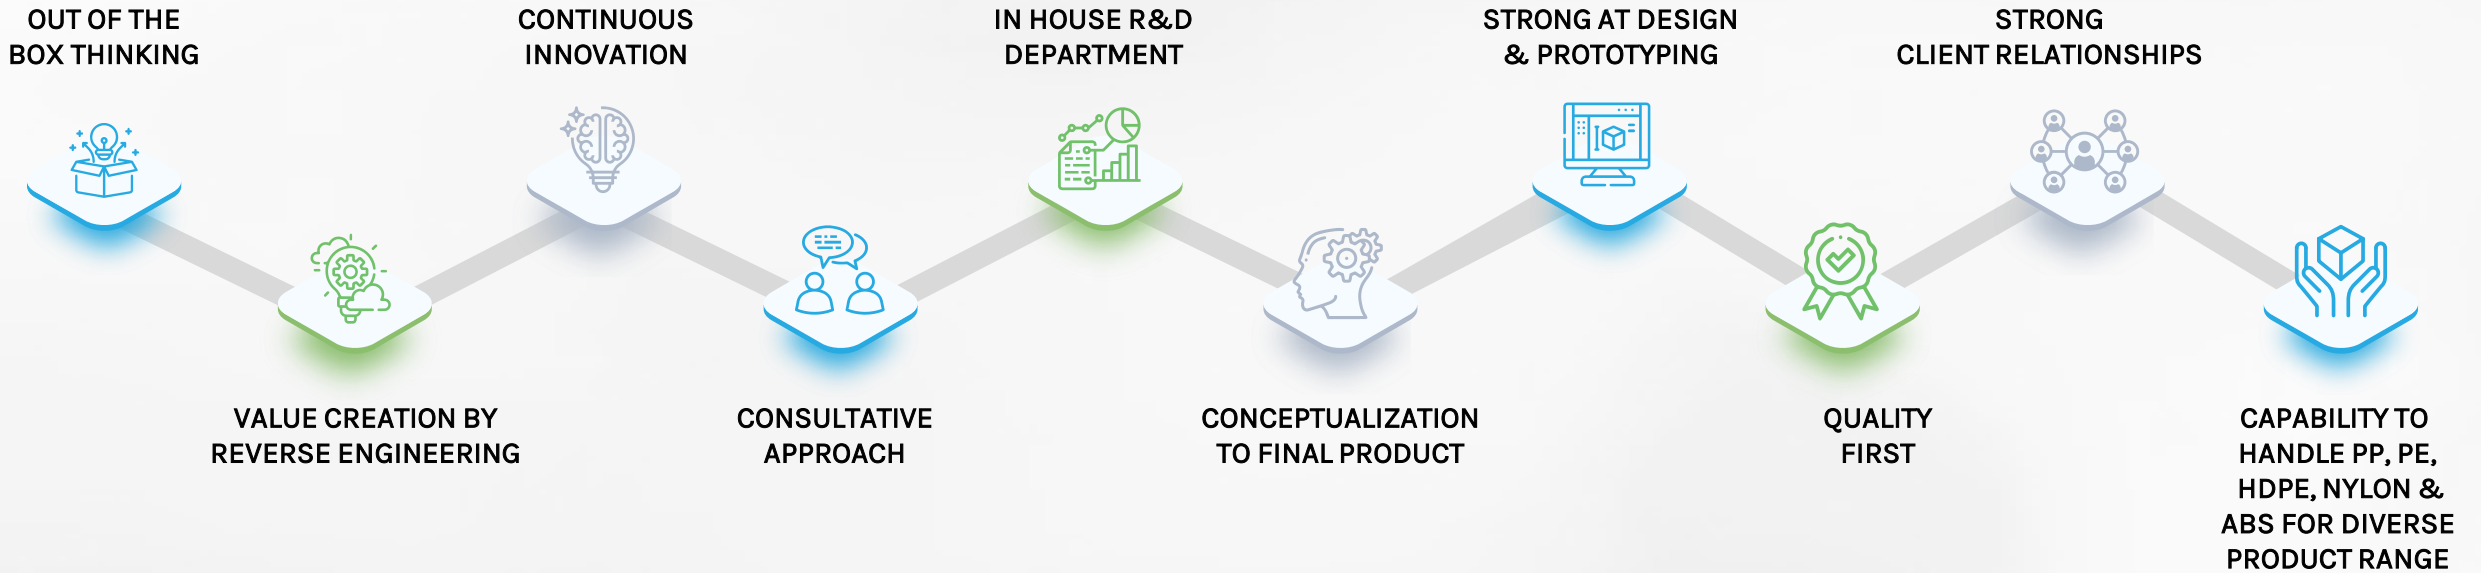 OUT OF THE
BOX THINKING
VALUE CREATION BY
REVERSE ENGINEERING
CONTINUOUS
INNOVATION
CONSULTATIVE
APPROACH
IN HOUSE R&D
DEPARTMENT
CONCEPTUALIZATION
TO FINAL PRODUCT
STRONG AT DESIGN
& PROTOTYPING
QUALITY
FIRST
STRONG
CLIENT RELATIONSHIPS
CAPABILITY TO
HANDLE PP, PE,
HDPE, NYLON &
ABS FOR DIVERSE
PRODUCT RANGE